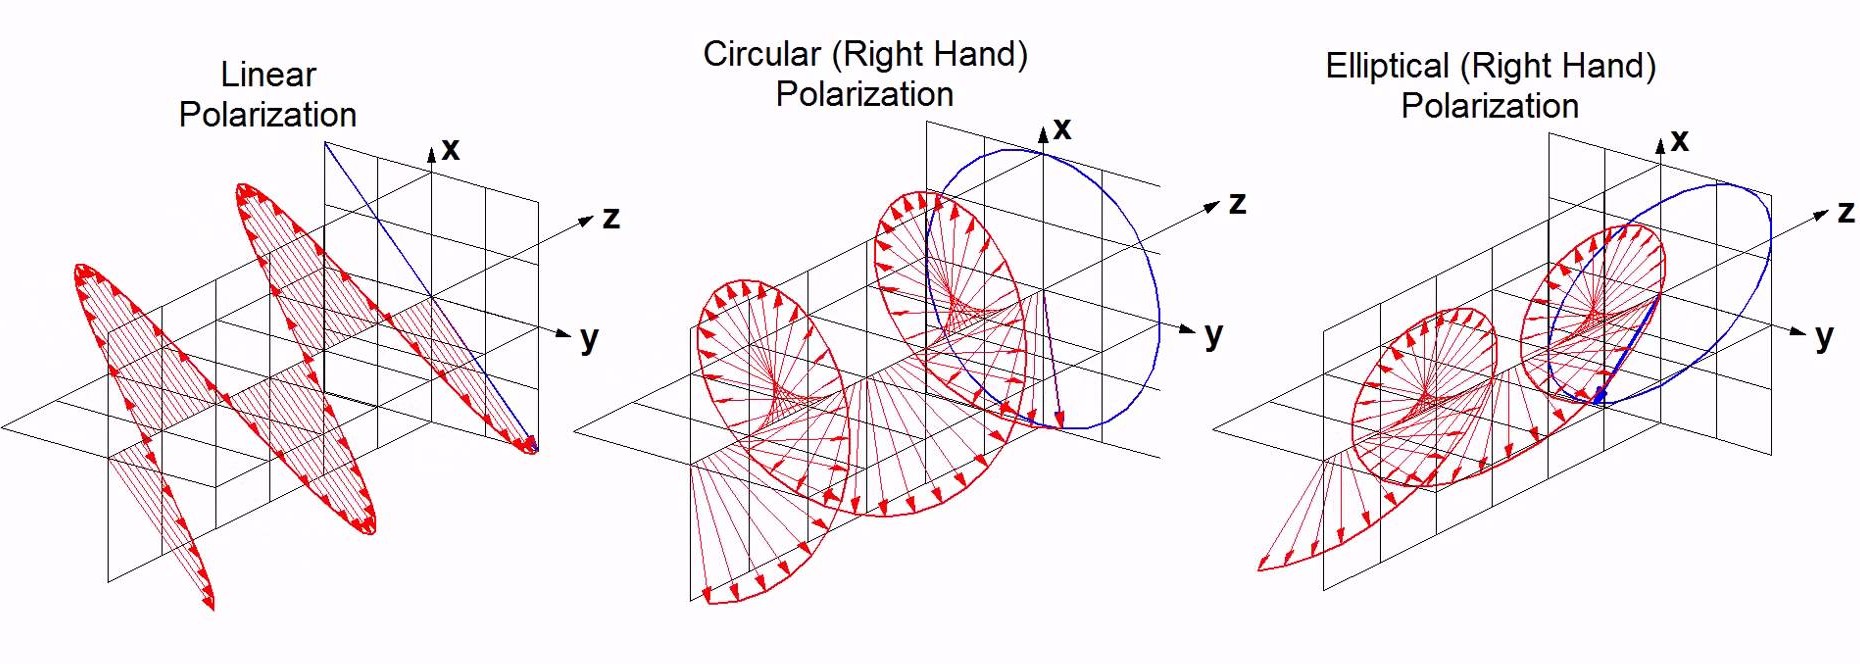 Linear
Polarization
x
z
y
Circular (Right Hand)
Polarization
x
z
y
Elliptical (Right Hand)
Polarization
x
z
y